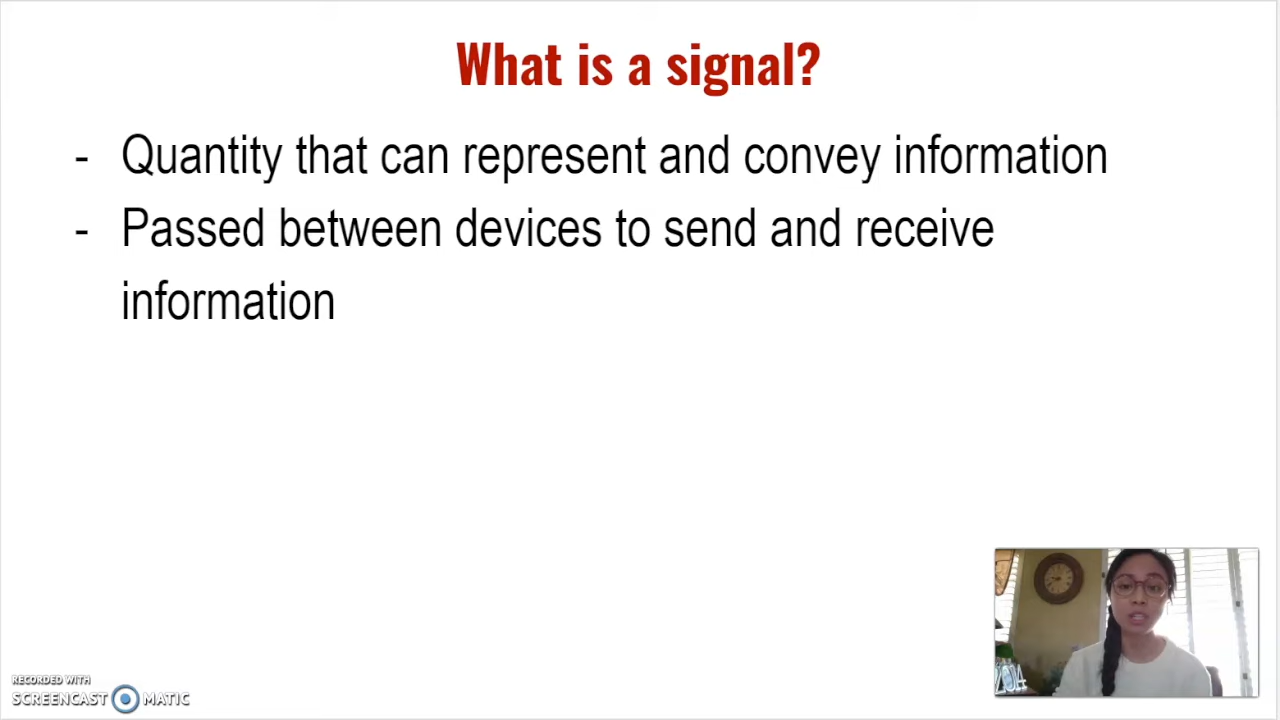 What is a signal?
- Quantity that can represent and convey information
- Passed between devices to send and receive
information
RECORDED WITH
SCREENCAST MATIC